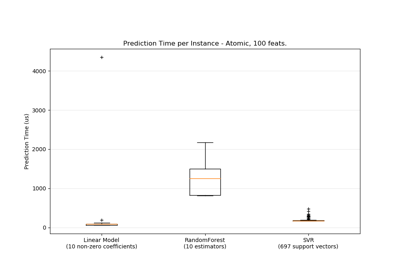 Prediction Time per Instance - Atomic, 100 feats.
Prediction Time (us)
4000
3000
2000
1000
0
Linear Model
(10 non-zero coefficients)
RandomForest
(10 estimators)
SVR
(697 support vectors)